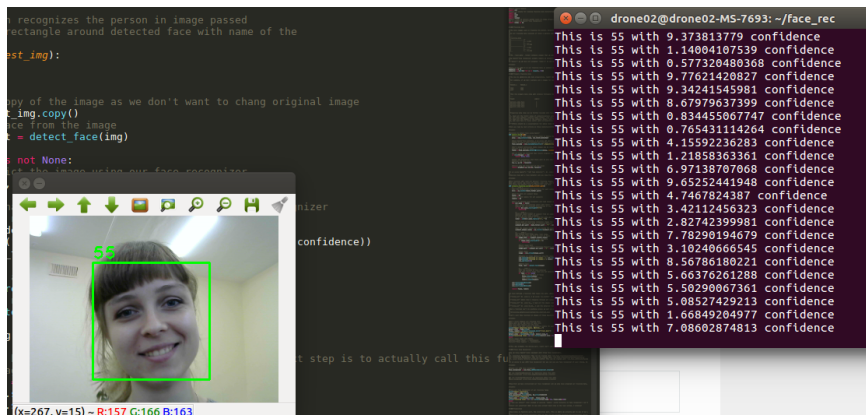 n recognizes the person in image passed
rectangle around detected face with name of the
est_img):
opy of the image as we don't want to chang original image
t_img.copy()
ace from the image
t = detect_face(img)
s not None:
ict the image using our face recognizer
nizer
confidence))
t step is to actually call this fu
55
(x=267, y=15) ~ R:157 G:166 B:163
drone02@drone02-MS-7693: ~/face_rec
This is 55 with 9.373813779 confidence
This is 55 with 1.14004107539 confidence
This is 55 with 0.577320480368 confidence
This is 55 with 9.77621420827 confidence
This is 55 with 9.34241545981 confidence
This is 55 with 8.67979637399 confidence
This is 55 with 0.834455067747 confidence
This is 55 with 0.765431114264 confidence
This is 55 with 4.15592236283 confidence
This is 55 with 1.21858363361 confidence
This is 55 with 6.97138707068 confidence
This is 55 with 9.65252441948 confidence
This is 55 with 4.7467824387 confidence
This is 55 with 3.42112456323 confidence
This is 55 with 2.82742399981 confidence
This is 55 with 7.78290194679 confidence
This is 55 with 3.10240666545 confidence
This is 55 with 8.56786180221 confidence
This is 55 with 5.66376261288 confidence
This is 55 with 5.50290067361 confidence
This is 55 with 5.08527429213 confidence
This is 55 with 1.66849204977 confidence
This is 55 with 7.08602874813 confidence